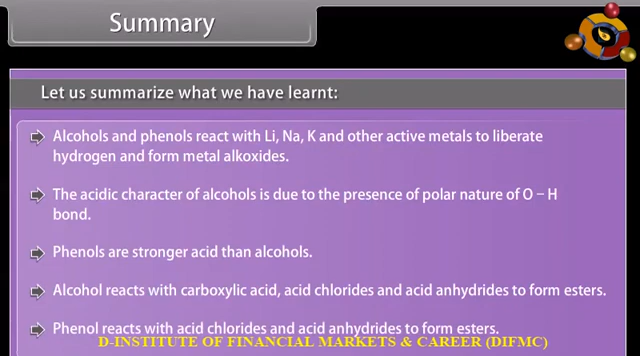 Summary
Let us summarize what we have learnt:
Alcohols and phenols react with Li, Na, K and other active metals to liberate
hydrogen and form metal alkoxides.
The acidic character of alcohols is due to the presence of polar nature of O – H
bond.
Phenols are stronger acid than alcohols.
Alcohol reacts with carboxylic acid, acid chlorides and acid anhydrides to form esters.
Phenol reacts with acid chlorides and acid anhydrides to form esters.
D-INSTITUTE OF FINANCIAL MARKETS & CAREER (DIFMC)